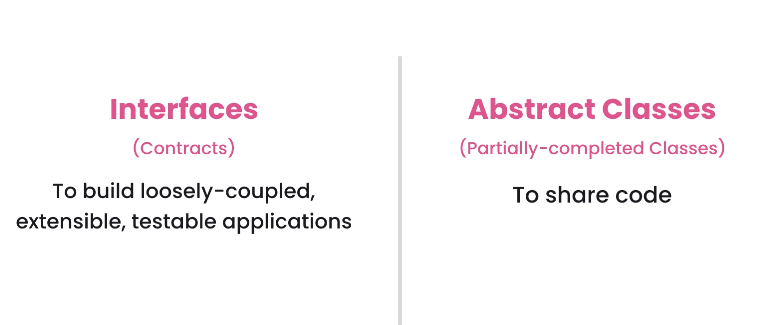 Interfaces
(Contracts)
To build loosely-coupled,
extensible, testable applications
Abstract Classes
(Partially-completed Classes)
To share code